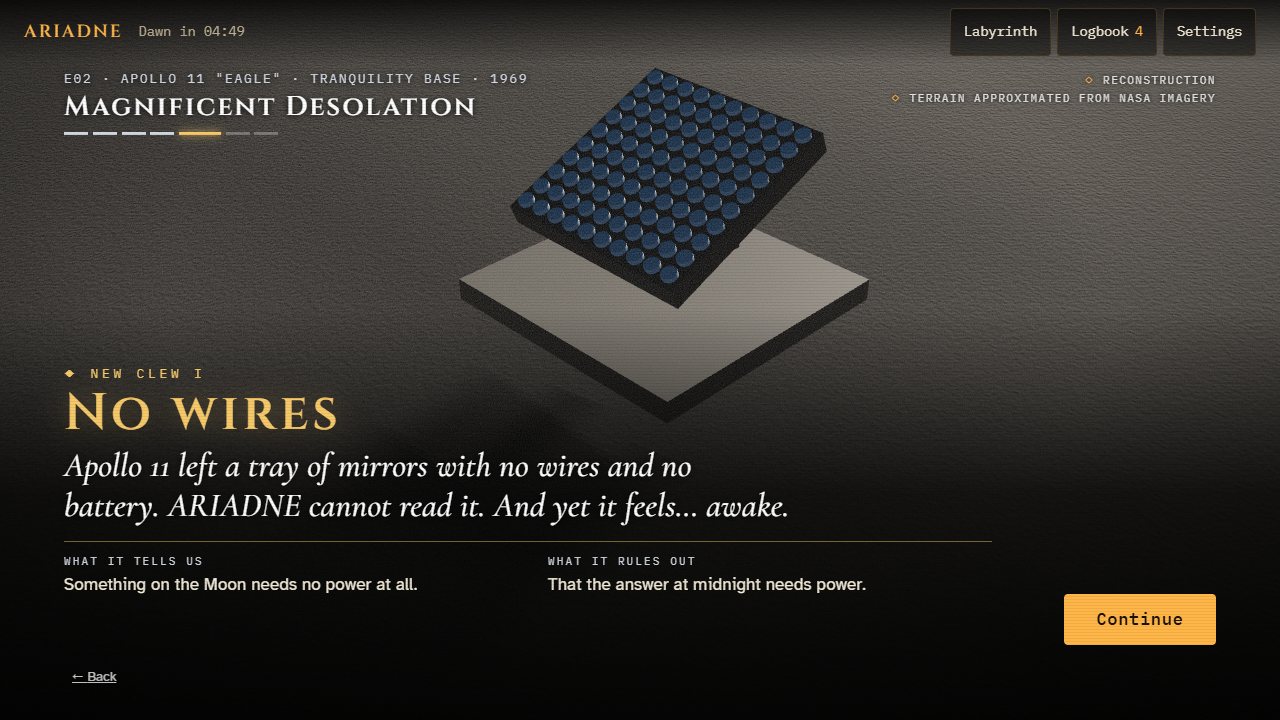 ARIADNE Dawn in 04:49
Labyrinth Logbook 4 Settings
E02 · APOLLO 11 "EAGLE" · TRANQUILITY BASE · 1969
Magnificent Desolation
RECONSTRUCTION
TERRAIN APPROXIMATED FROM NASA IMAGERY
NEW CLEW I
No wires
Apollo 11 left a tray of mirrors with no wires and no
battery. ARIADNE cannot read it. And yet it feels... awake.
WHAT IT TELLS US
Something on the Moon needs no power at all.
WHAT IT RULES OUT
That the answer at midnight needs power.
Continue
← Back